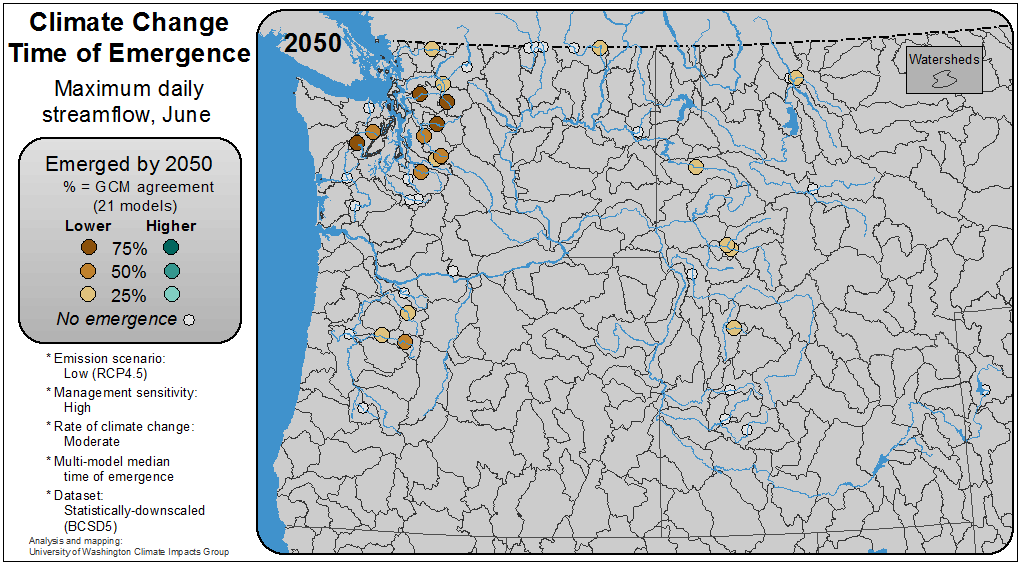 Climate Change
Time of Emergence
Maximum daily
streamflow, June
Emerged by 2050
% = GCM agreement
(21 models)
Lower Higher
75%
50%
25%
No emergence
* Emission scenario:
Low (RCP4.5)
* Management sensitivity:
High
* Rate of climate change:
Moderate
* Multi-model median
time of emergence
* Dataset:
Statistically-downscaled
(BCSD5)
Analysis and mapping:
University of Washington Climate Impacts Group
2050
Watersheds